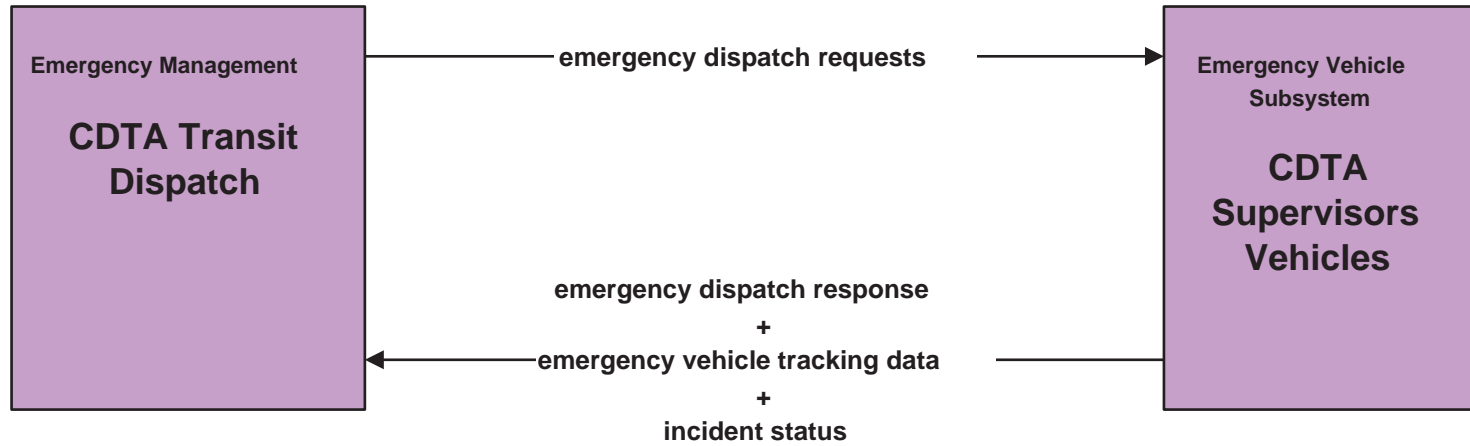 Emergency Management
CDTA Transit
Dispatch
emergency dispatch requests
emergency dispatch response
+
emergency vehicle tracking data
+
incident status
Emergency Vehicle
Subsystem
CDTA
Supervisors
Vehicles